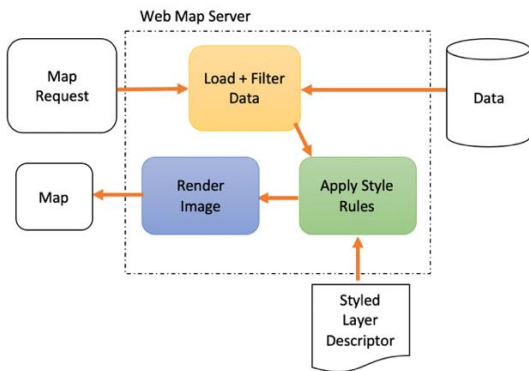 Web Map Server
Map
Request
Load + Filter
Data
Data
Map
Render
Image
Apply Style
Rules
Styled
Layer
Descriptor